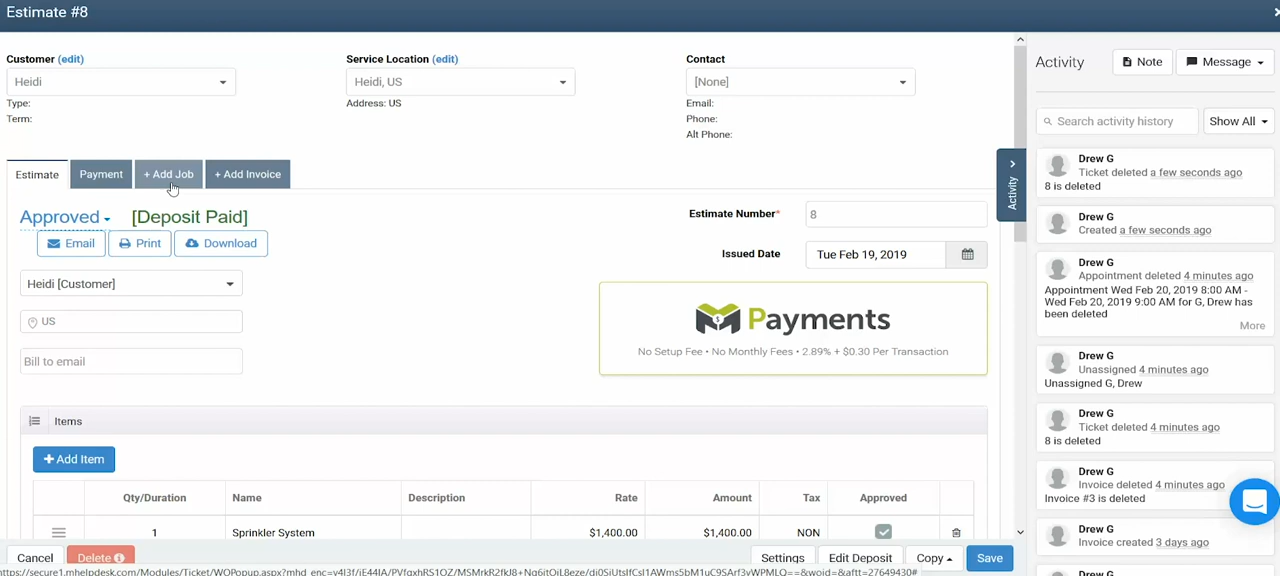 Estimate #8
Customer (edit)
Heidi
Type:
Term:
Service Location (edit)
Heidi, US
Address: US
Contact
[None]
Email:
Phone:
Alt Phone:
Estimate
Payment
+ Add Job
+ Add Invoice
Approved
[Deposit Paid]
Email
Print
Download
Heidi [Customer]
US
Bill to email
Estimate Number*
8
Issued Date
Tue Feb 19, 2019
Payments
No Setup Fee • No Monthly Fees • 2.89% + $0.30 Per Transaction
Items
Add Item
Qty/Duration Name Description Rate Amount Tax Approved
1 Sprinkler System $1,400.00 $1,400.00 NON
Cancel
Delete
Settings
Edit Deposit
Copy
Save
Activity
Activity
Note
Message
Search activity history
Show All
Drew G
Ticket deleted a few seconds ago
8 is deleted
Drew G
Created a few seconds ago
Drew G
Appointment deleted 4 minutes ago
Appointment Wed Feb 20, 2019 8:00 AM -
Wed Feb 20, 2019 9:00 AM for G, Drew has
been deleted
More
Drew G
Unassigned 4 minutes ago
Unassigned G, Drew
Drew G
Ticket deleted 4 minutes ago
8 is deleted
Drew G
Invoice deleted 4 minutes ago
Invoice #3 is deleted
Drew G
Invoice created 3 days ago